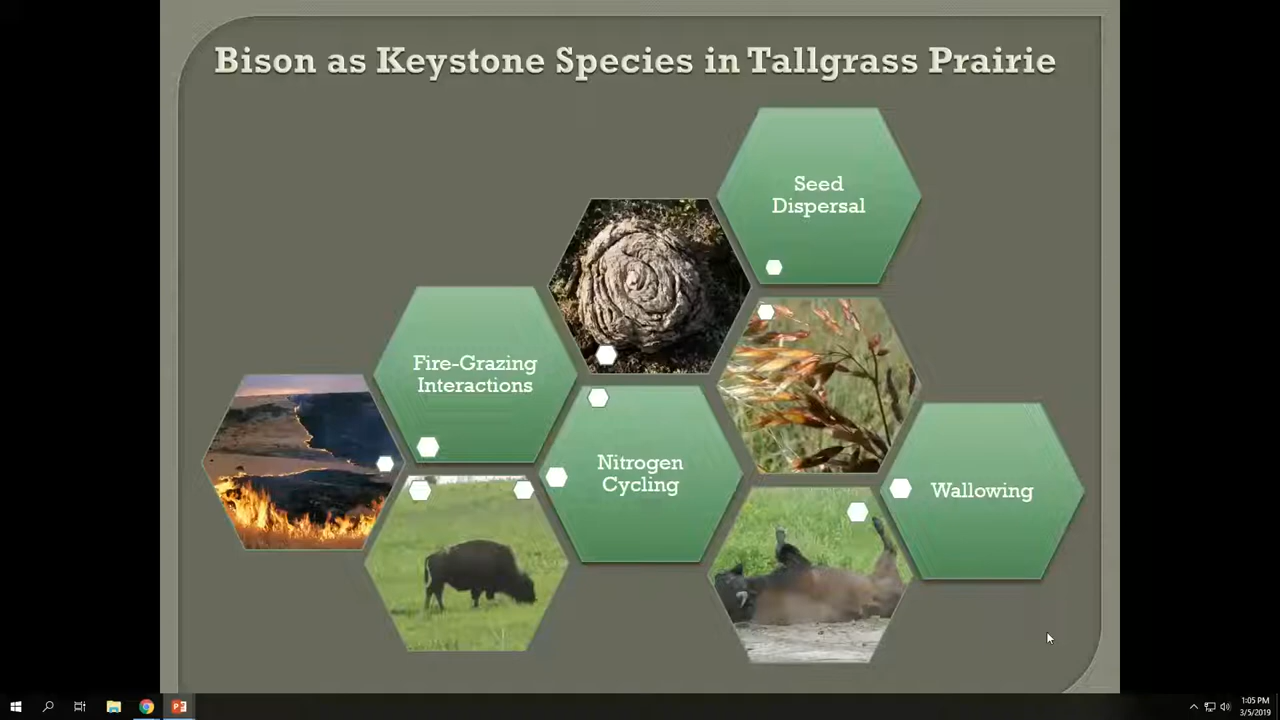 Bison as Keystone Species in Tallgrass Prairie
Seed
Dispersal
Fire-Grazing
Interactions
Nitrogen
Cycling
Wallowing
1:05 PM
3/5/2019